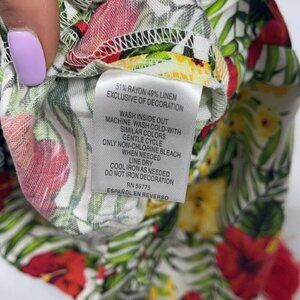 51% RAYON 49% LINEN
EXCLUSIVE OF DECORATION
WASH INSIDE OUT
MACHINE WASH COLD-WITH
SIMILAR COLORS
GENTLE CYCLE
ONLY NON-CHLORINE BLEACH
WHEN NEEDED
LINE DRY
COOL IRON AS NEEDED
DO NOT IRON DECORATION
RN 59775
ESPAÑOL EN REVERSO